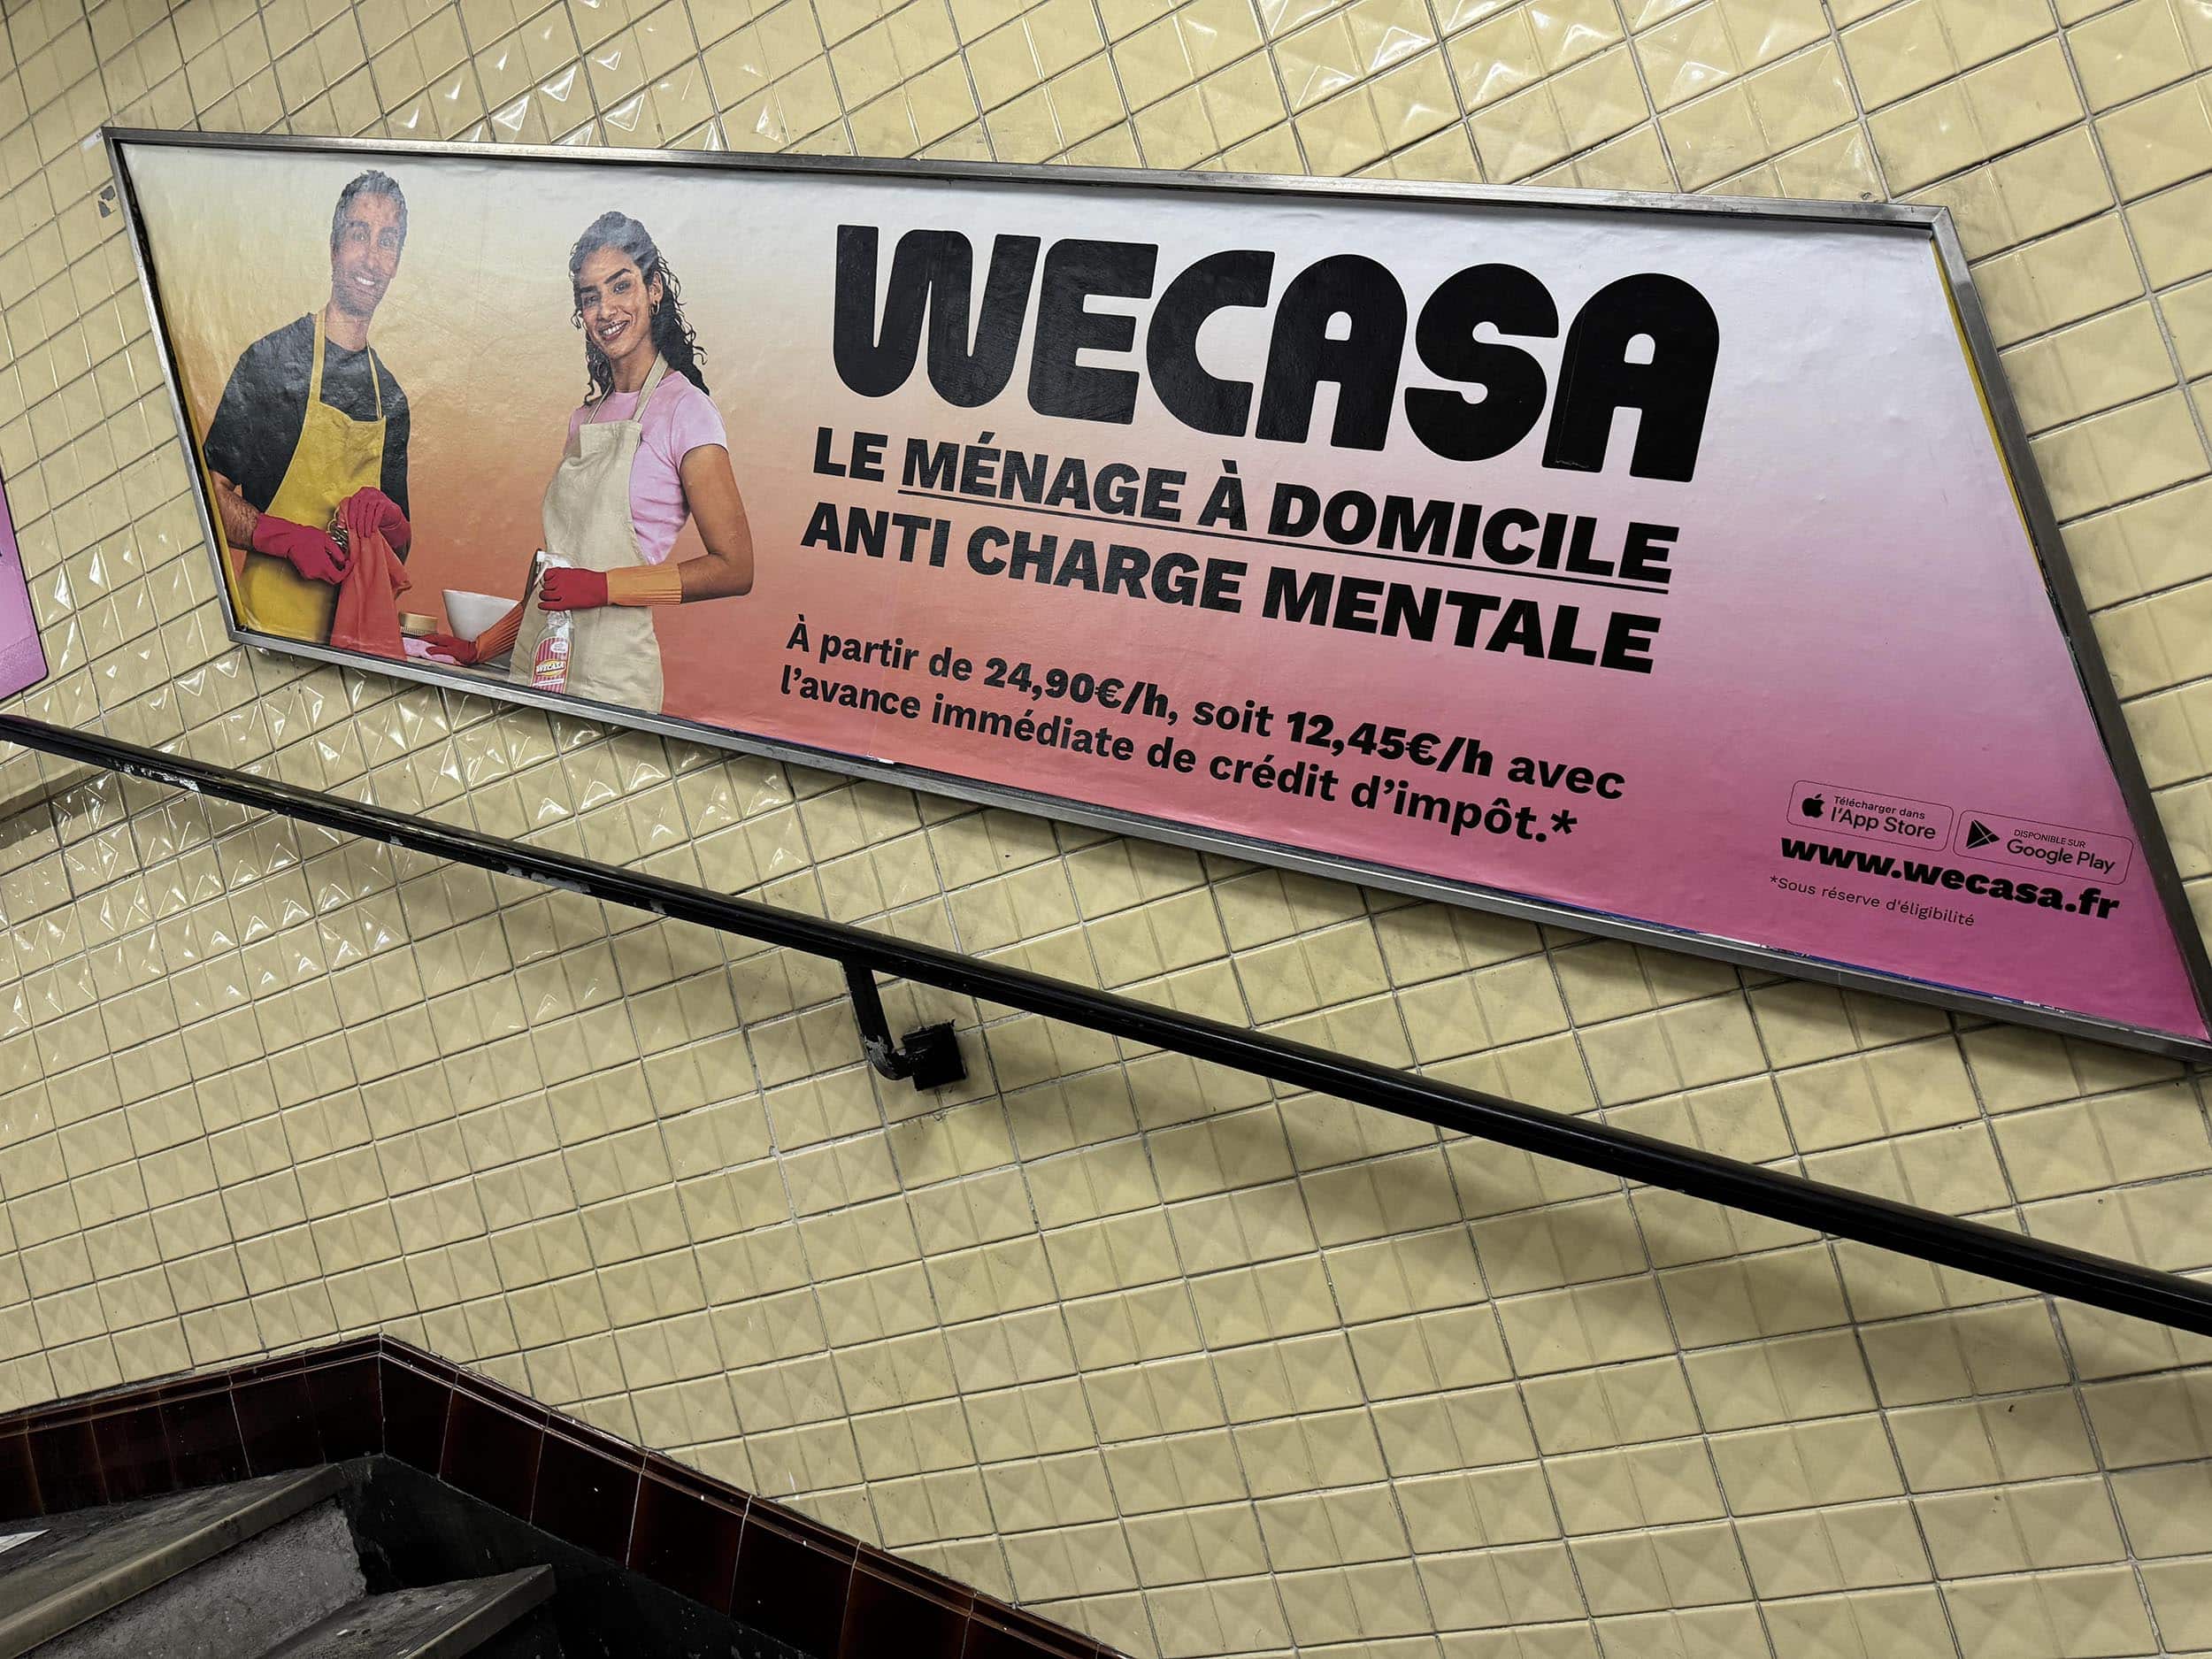 WECASA
LE MÉNAGE À DOMICILE
ANTI CHARGE MENTALE
À partir de 24,90€/h, soit 12,45€/h avec
l'avance immédiate de crédit d'impôt.*
WECASA
Télécharger dans
l'App Store
DISPONIBLE SUR
Google Play
www.wecasa.fr
*Sous réserve d'éligibilité